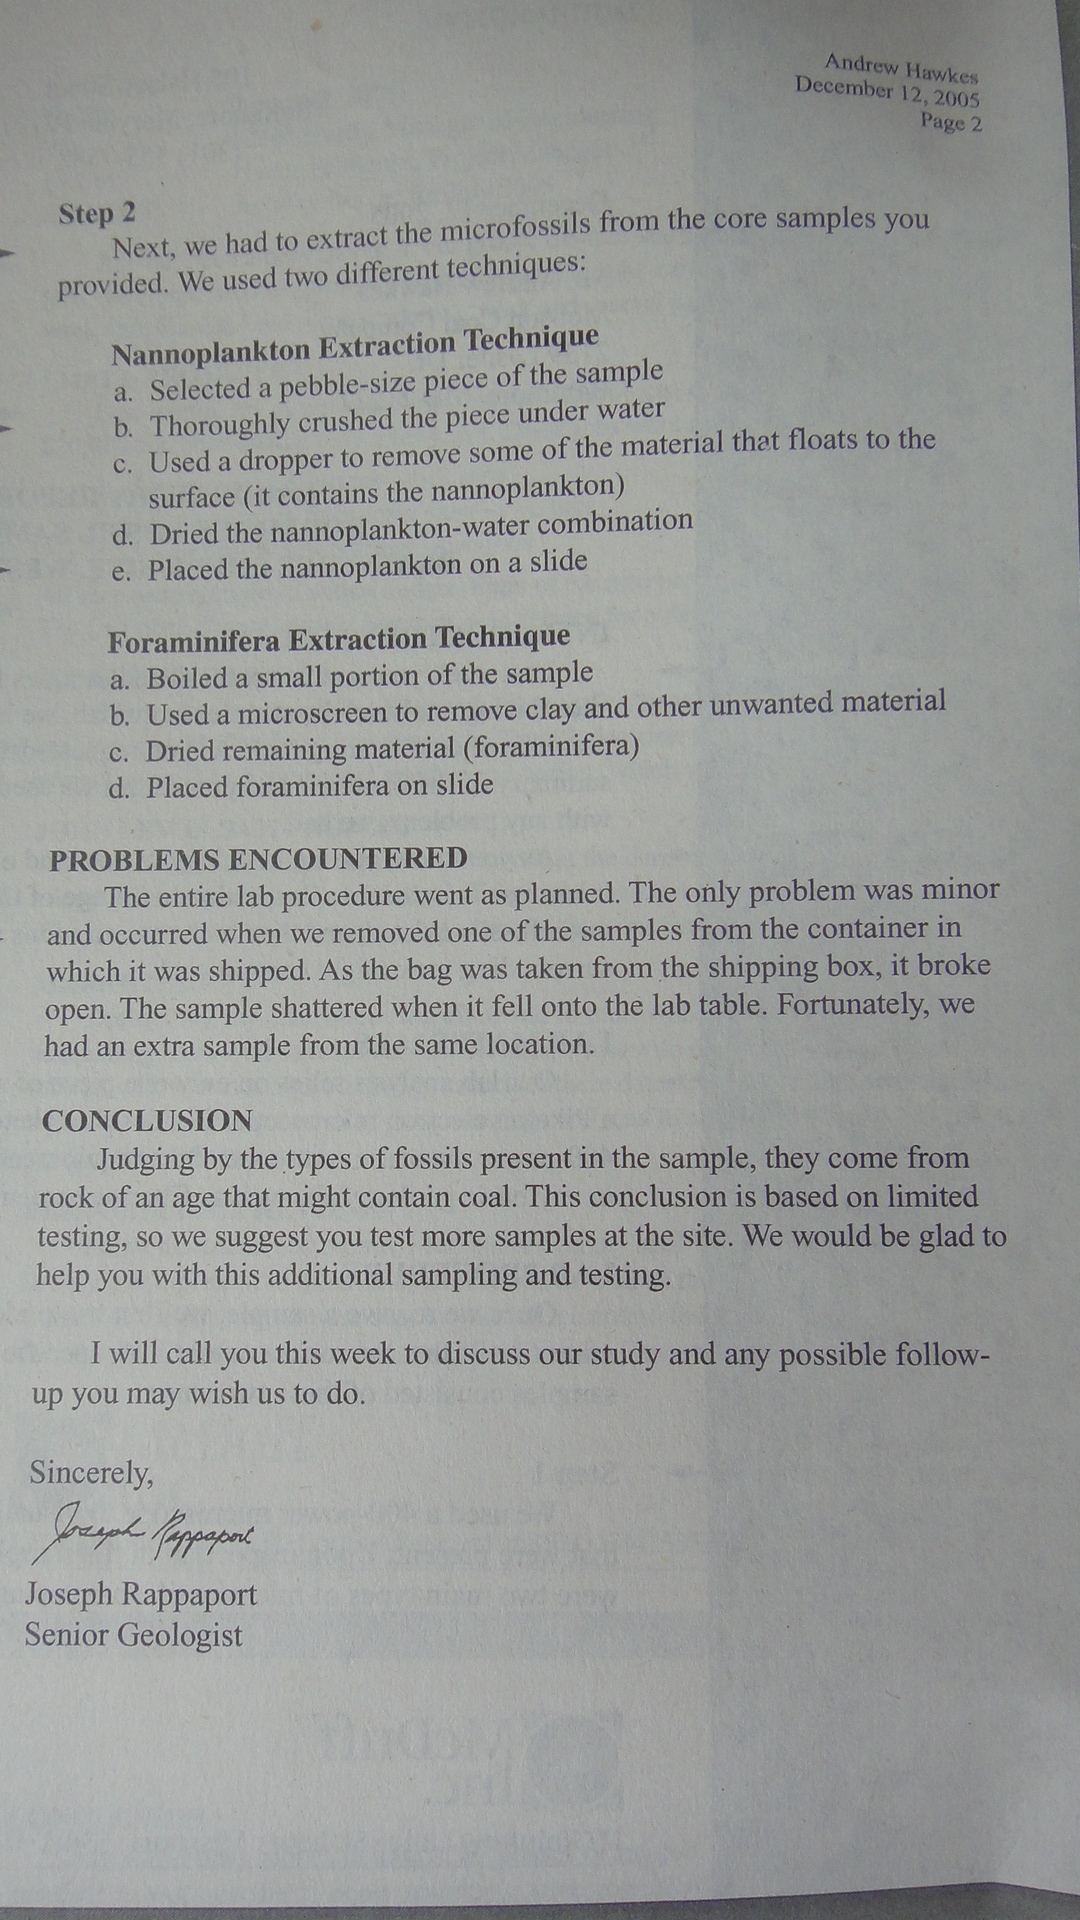 Andrew Hawkes
December 12, 2005
Page 2
Step 2
Next, we had to extract the microfossils from the core samples you
provided. We used two different techniques:
Nannoplankton Extraction Technique
a. Selected a pebble-size piece of the sample
b. Thoroughly crushed the piece under water
c. Used a dropper to remove some of the material that floats to the
surface (it contains the nannoplankton)
d. Dried the nannoplankton-water combination
e. Placed the nannoplankton on a slide
Foraminifera Extraction Technique
a. Boiled a small portion of the sample
b. Used a microscreen to remove clay and other unwanted material
c. Dried remaining material (foraminifera)
d. Placed foraminifera on slide
PROBLEMS ENCOUNTERED
The entire lab procedure went as planned. The only problem was minor
and occurred when we removed one of the samples from the container in
which it was shipped. As the bag was taken from the shipping box, it broke
open. The sample shattered when it fell onto the lab table. Fortunately, we
had an extra sample from the same location.
CONCLUSION
Judging by the types of fossils present in the sample, they come from
rock of an age that might contain coal. This conclusion is based on limited
testing, so we suggest you test more samples at the site. We would be glad to
help you with this additional sampling and testing.
I will call you this week to discuss our study and any possible follow-
up you may wish us to do.
Sincerely,
Joseph Rappaport
Joseph Rappaport
Senior Geologist